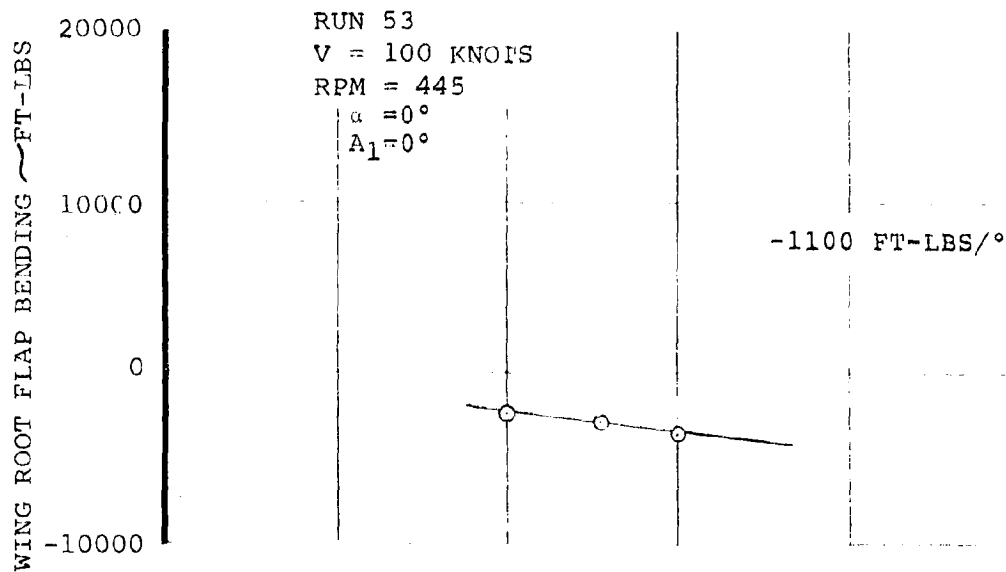 RUN 53
V = 100 KNOTS
RPM = 445
α =0°
A1=0°
WING ROOT FLAP BENDING ~FT-LBS
20000
10000
0
-10000
-1100 FT-LBS/°